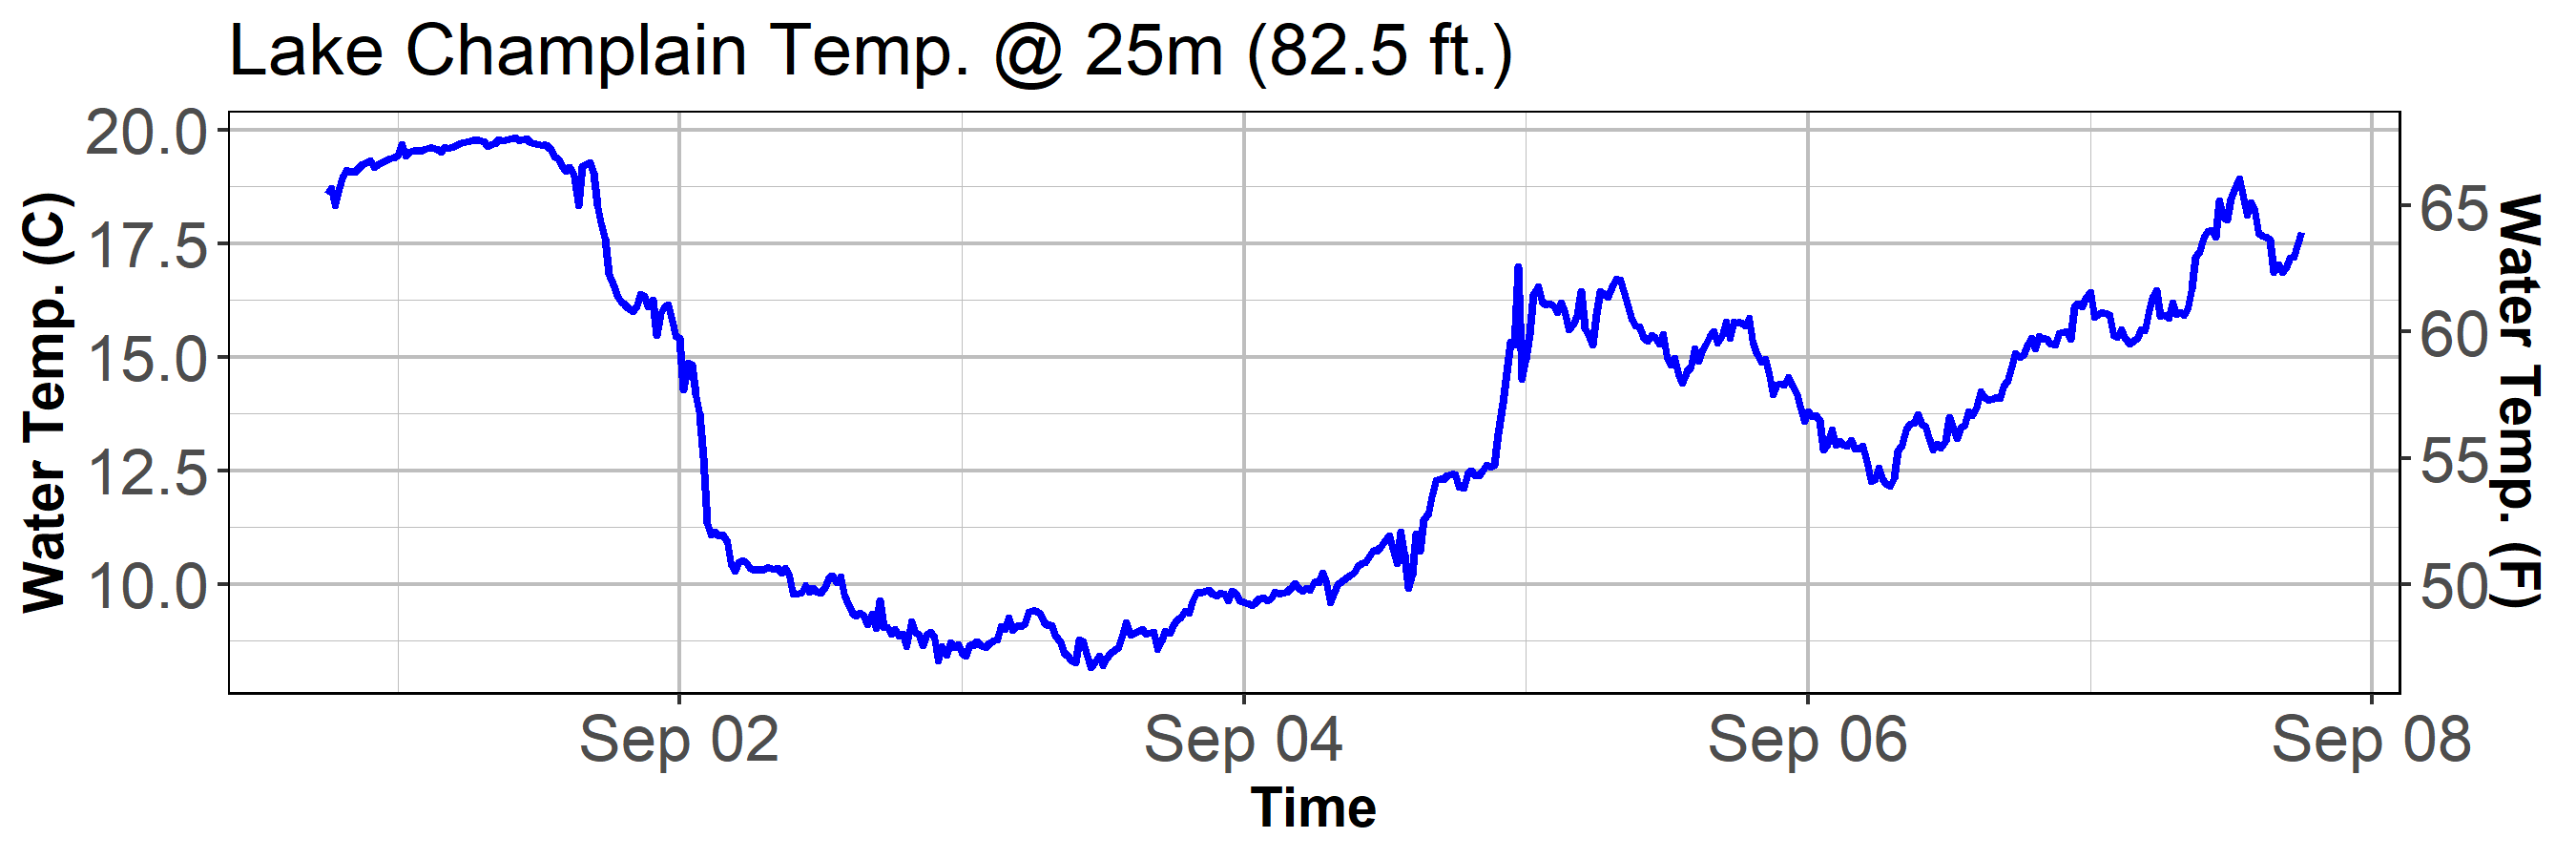 Lake Champlain Temp. @ 25m (82.5 ft.)
Water Temp. (C)
20.0
17.5
15.0
12.5
10.0
65
60
55
50
Water Temp. (F)
Sep 02 Sep 04 Sep 06 Sep 08
Time